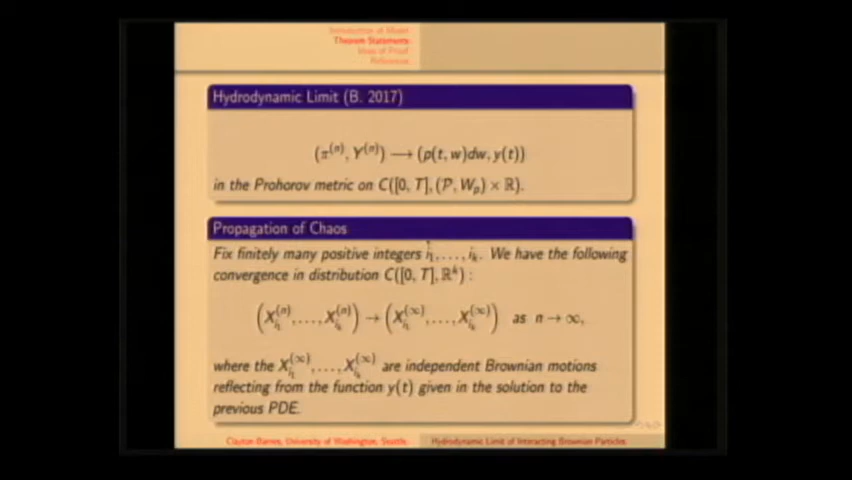 Introduction of Model
Theorem Statements
Idea of Proof
References
Hydrodynamic Limit (B. 2017)
(π^(n), Y^(n)) → (p(t, w)dw, y(t))
in the Prohorov metric on C([0, T], (P, W_p) × ℝ).
Propagation of Chaos
Fix finitely many positive integers i_1, . . . , i_k. We have the following
convergence in distribution C([0, T], ℝ^k) :
(X_{i_1}^(n), . . . , X_{i_k}^(n)) → (X_{i_1}^(∞), . . . , X_{i_k}^(∞)) as n → ∞,
where the X_{i_1}^(∞), . . . , X_{i_k}^(∞) are independent Brownian motions
reflecting from the function y(t) given in the solution to the
previous PDE.
Clayton Barnes, University of Washington, Seattle Hydrodynamic Limit of Interacting Brownian Particles